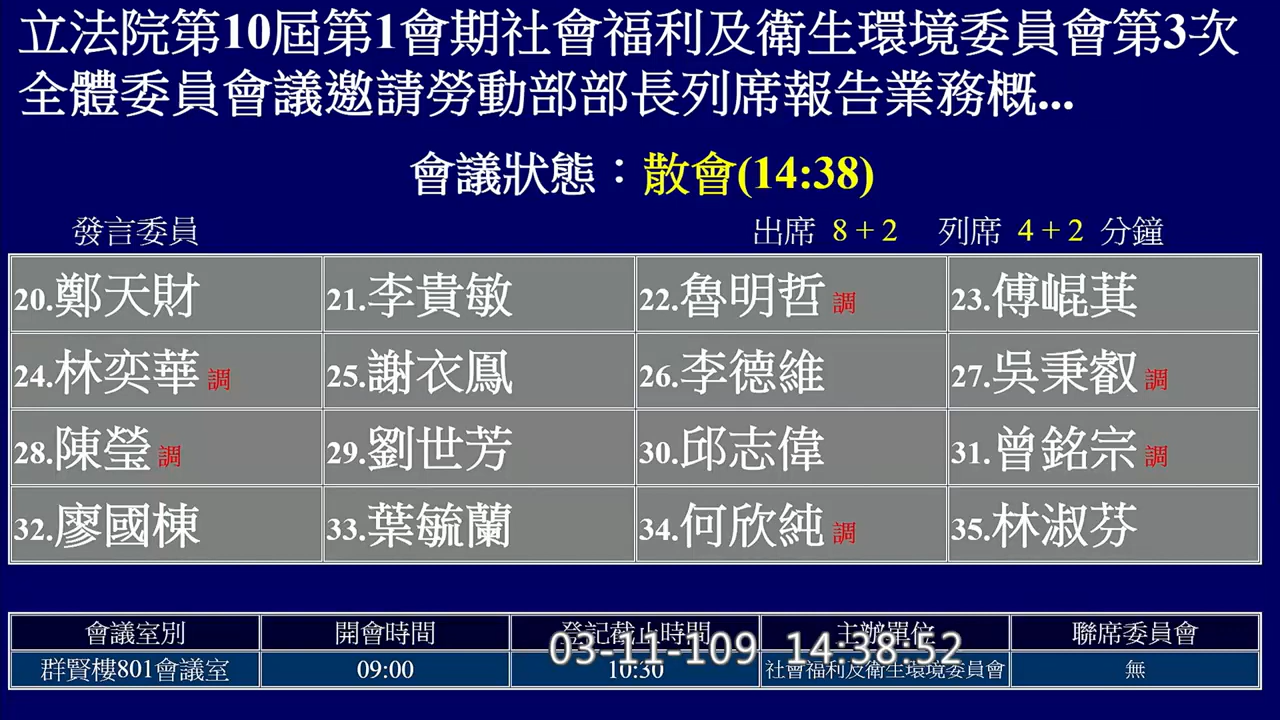 立法院第10屆第1會期社會福利及衛生環境委員會第3次
全體委員會議邀請勞動部部長列席報告業務概...
會議狀態：散會(14:38)
發言委員 出席 8 + 2 列席 4 + 2 分鐘
20.鄭天財 21.李貴敏 22.魯明哲 調 23.傅崐萁
24.林奕華 調 25.謝衣鳳 26.李德維 27.吳秉叡 調
28.陳瑩 調 29.劉世芳 30.邱志偉 31.曾銘宗 調
32.廖國棟 33.葉毓蘭 34.何欣純 調 35.林淑芬
會議室別 開會時間 登記截止時間 主辦單位 聯席委員會
03-11-109 14:38:52
群賢樓801會議室 09:00 10:30 社會福利及衛生環境委員會 無